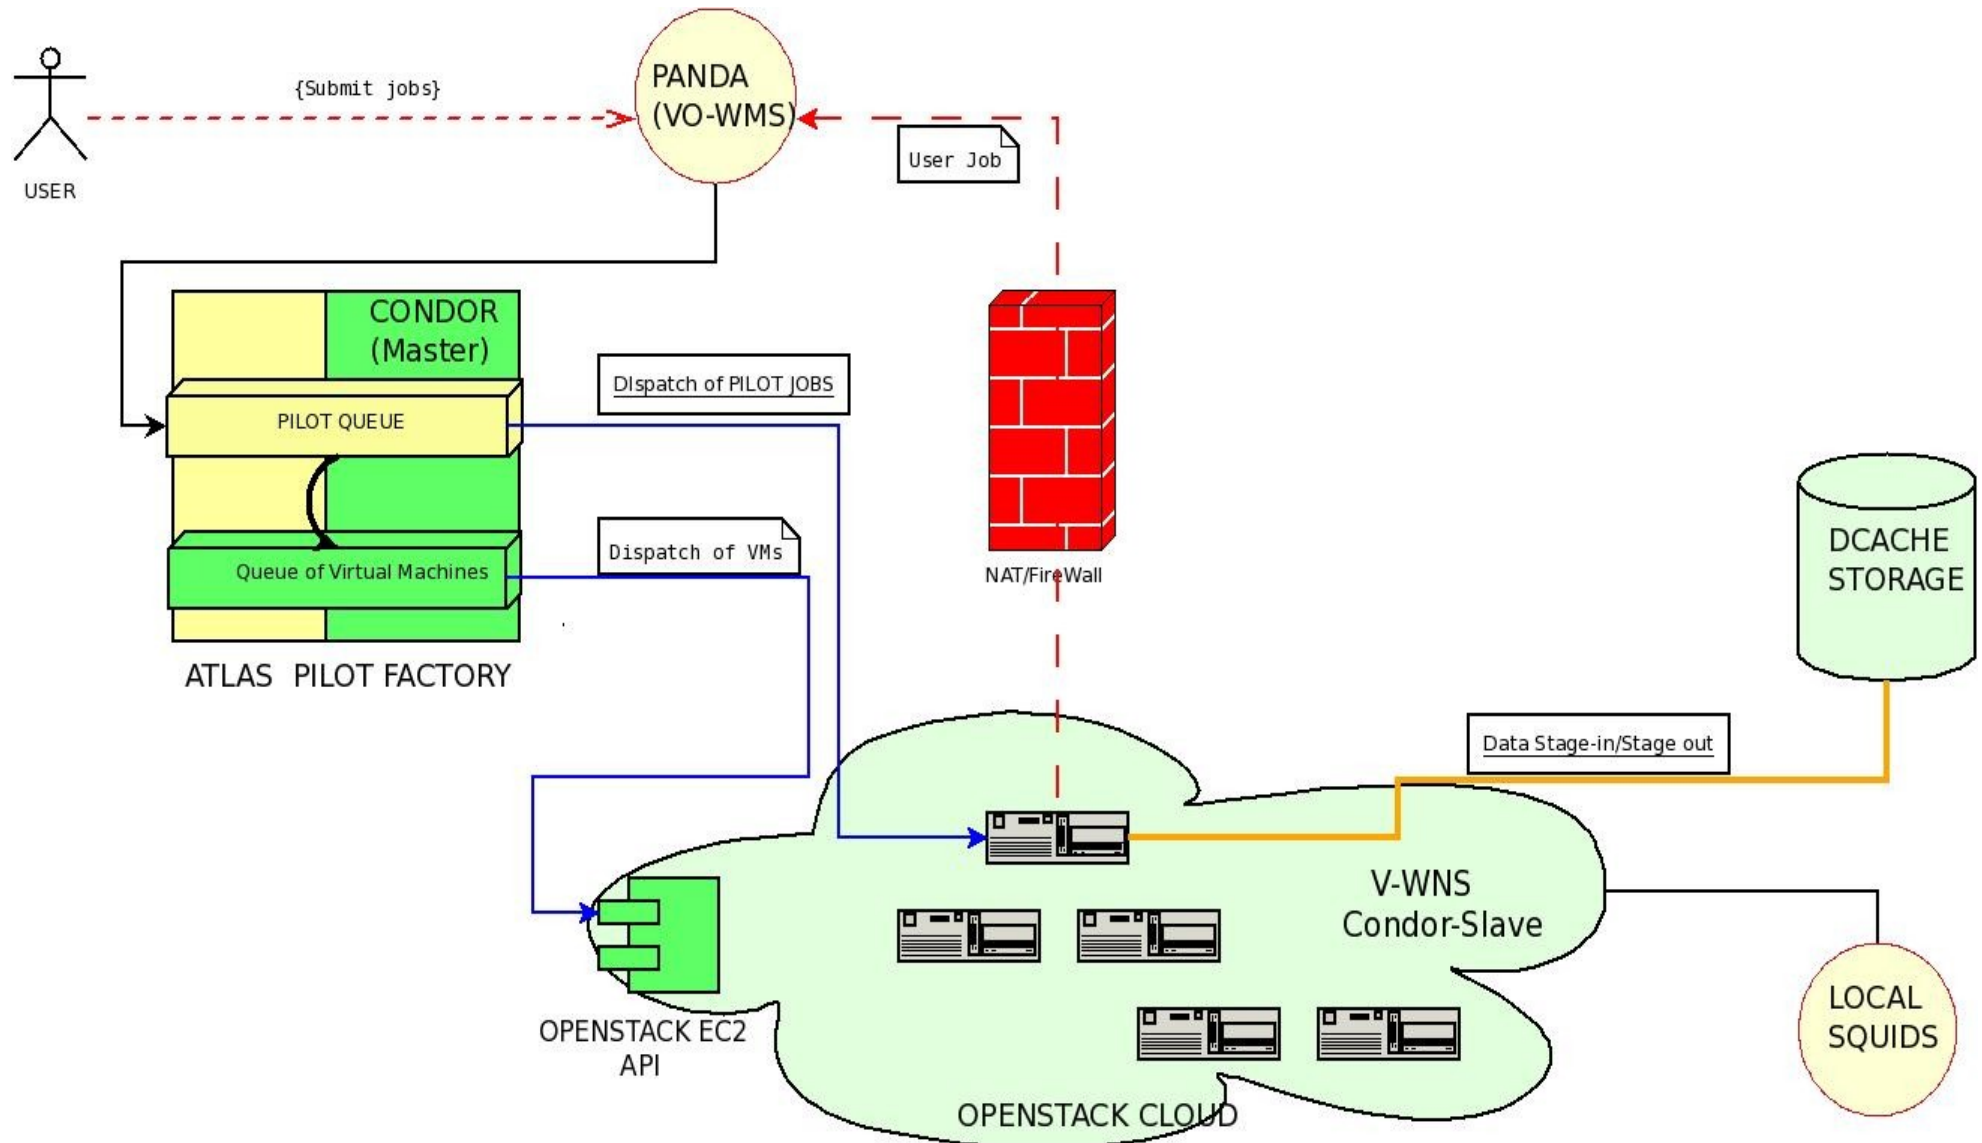 {Submit jobs}
PANDA
(VO-WMS)
User Job
USER
CONDOR
(Master)
DIspatch of PILOT JOBS
PILOT QUEUE
Dispatch of VMs
Queue of Virtual Machines
NAT/FireWall
DCACHE
STORAGE
ATLAS PILOT FACTORY
Data Stage-in/Stage out
V-WNS
Condor-Slave
LOCAL
SQUIDS
OPENSTACK EC2
API
OPENSTACK CLOUD